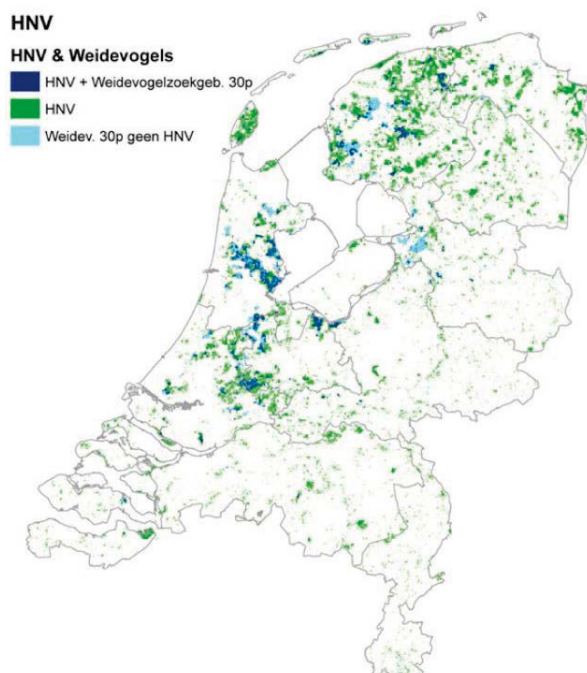 HNV
HNV & Weidevogels
HNV + Weidevogelzoekgeb. 30p
HNV
Weidev. 30p geen HNV